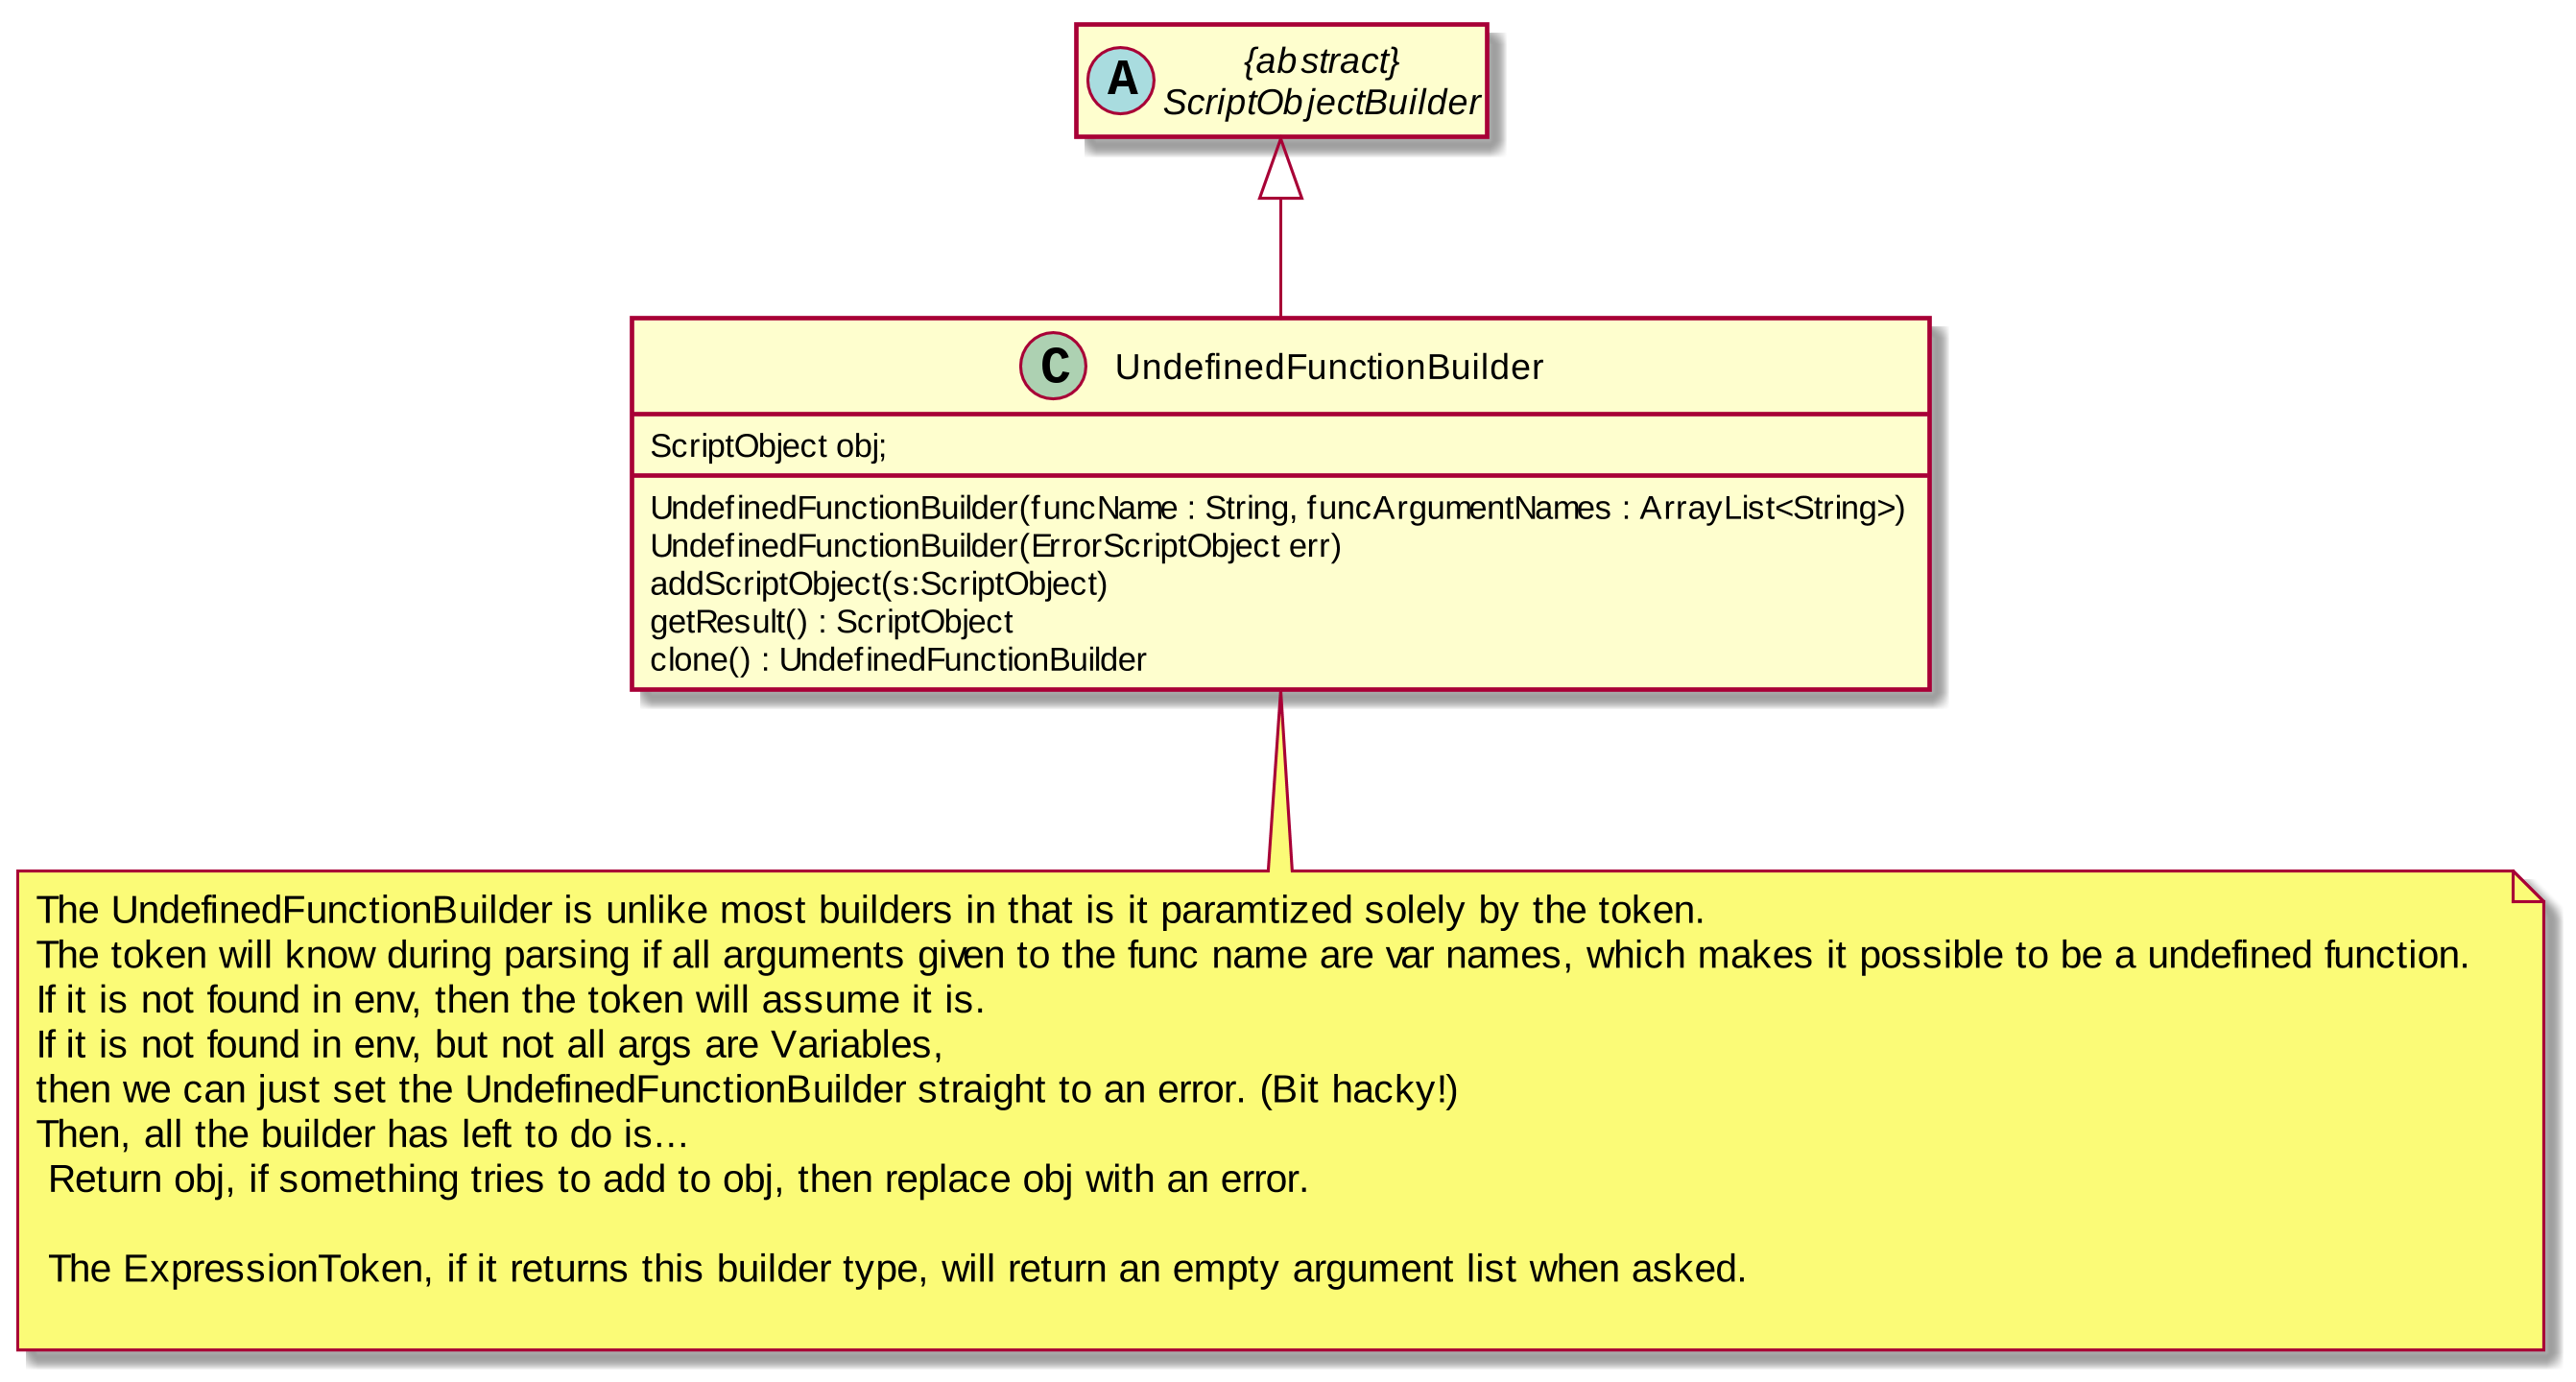 A
{abstract}
ScriptObjectBuilder
C UndefinedFunctionBuilder
ScriptObject obj;
UndefinedFunctionBuilder(funcName : String, funcArgumentNames : ArrayList<String>)
UndefinedFunctionBuilder(ErrorScriptObject err)
addScriptObject(s:ScriptObject)
getResult() : ScriptObject
clone() : UndefinedFunctionBuilder
The UndefinedFunctionBuilder is unlike most builders in that is it paramtized solely by the token.
The token will know during parsing if all arguments given to the func name are var names, which makes it possible to be a undefined function.
If it is not found in env, then the token will assume it is.
If it is not found in env, but not all args are Variables,
then we can just set the UndefinedFunctionBuilder straight to an error. (Bit hacky!)
Then, all the builder has left to do is...
Return obj, if something tries to add to obj, then replace obj with an error.
The ExpressionToken, if it returns this builder type, will return an empty argument list when asked.